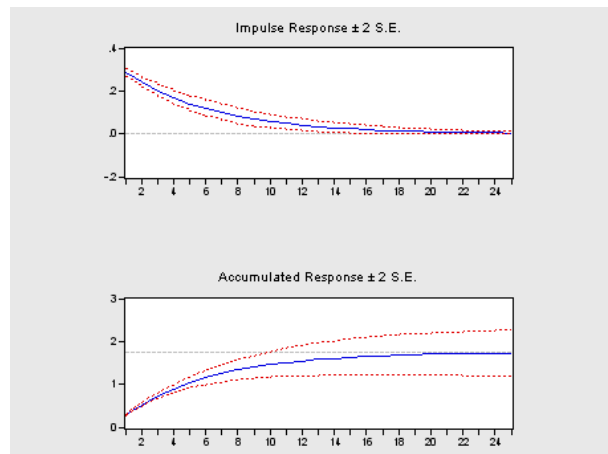 Impulse Response ± 2 S.E.
.4
.2
.0
-.2
2 4 6 8 10 12 14 16 18 20 22 24
Accumulated Response ± 2 S.E.
3
2
1
0
2 4 6 8 10 12 14 16 18 20 22 24